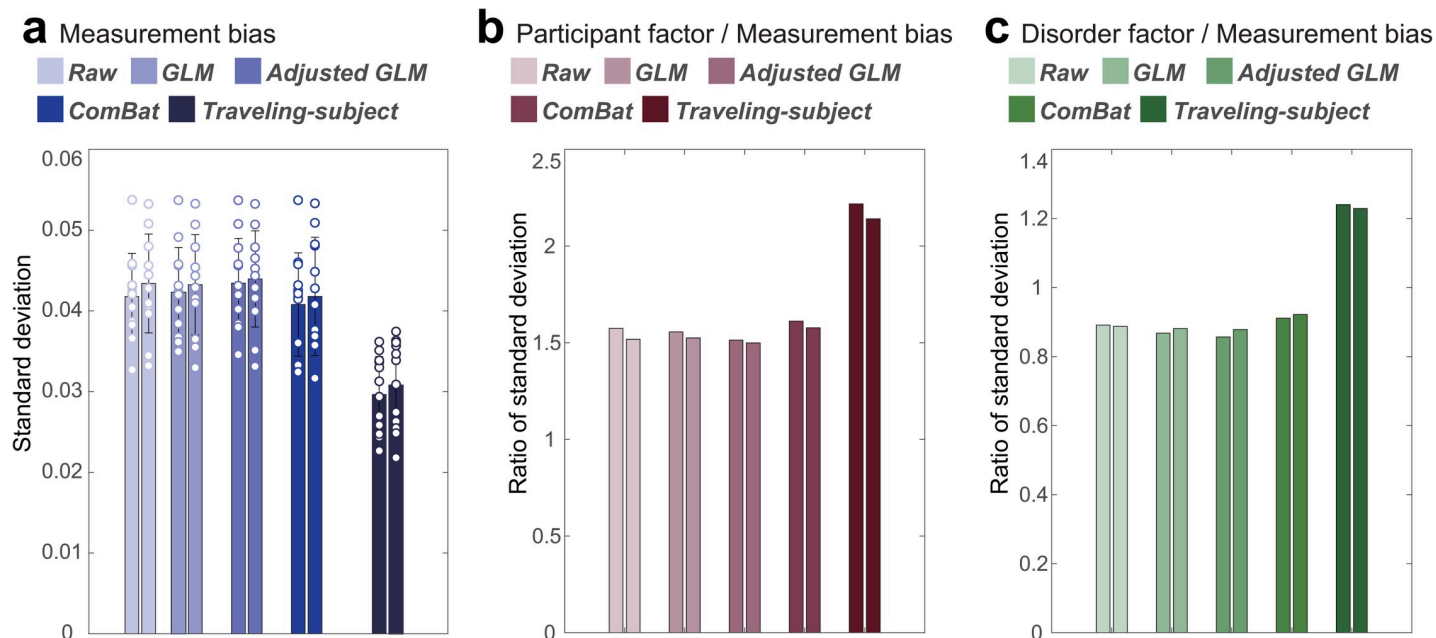 a Measurement bias
Raw GLM Adjusted GLM
ComBat Traveling-subject
Standard deviation
0.06
0.05
0.04
0.03
0.02
0.01
0
b Participant factor / Measurement bias
Raw GLM Adjusted GLM
ComBat Traveling-subject
Ratio of standard deviation
2.5
2
1.5
1
0.5
0
c Disorder factor / Measurement bias
Raw GLM Adjusted GLM
ComBat Traveling-subject
Ratio of standard deviation
1.4
1.2
1
0.8
0.6
0.4
0.2
0